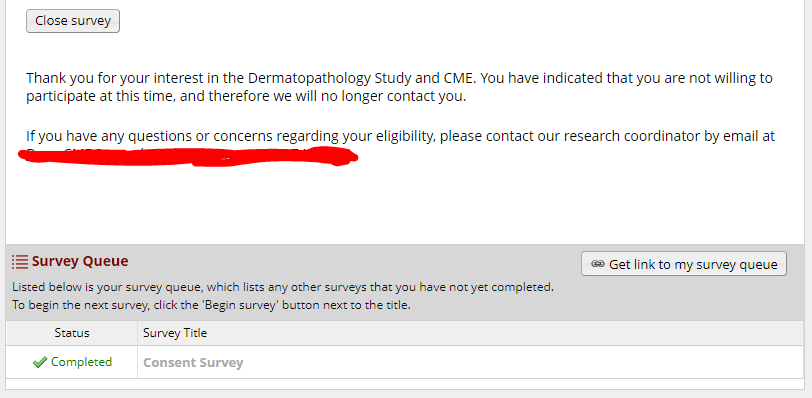 Close survey
Thank you for your interest in the Dermatopathology Study and CME. You have indicated that you are not willing to
participate at this time, and therefore we will no longer contact you.
If you have any questions or concerns regarding your eligibility, please contact our research coordinator by email at
Survey Queue
Get link to my survey queue
Listed below is your survey queue, which lists any other surveys that you have not yet completed.
To begin the next survey, click the 'Begin survey' button next to the title.
Status Survey Title
Completed Consent Survey